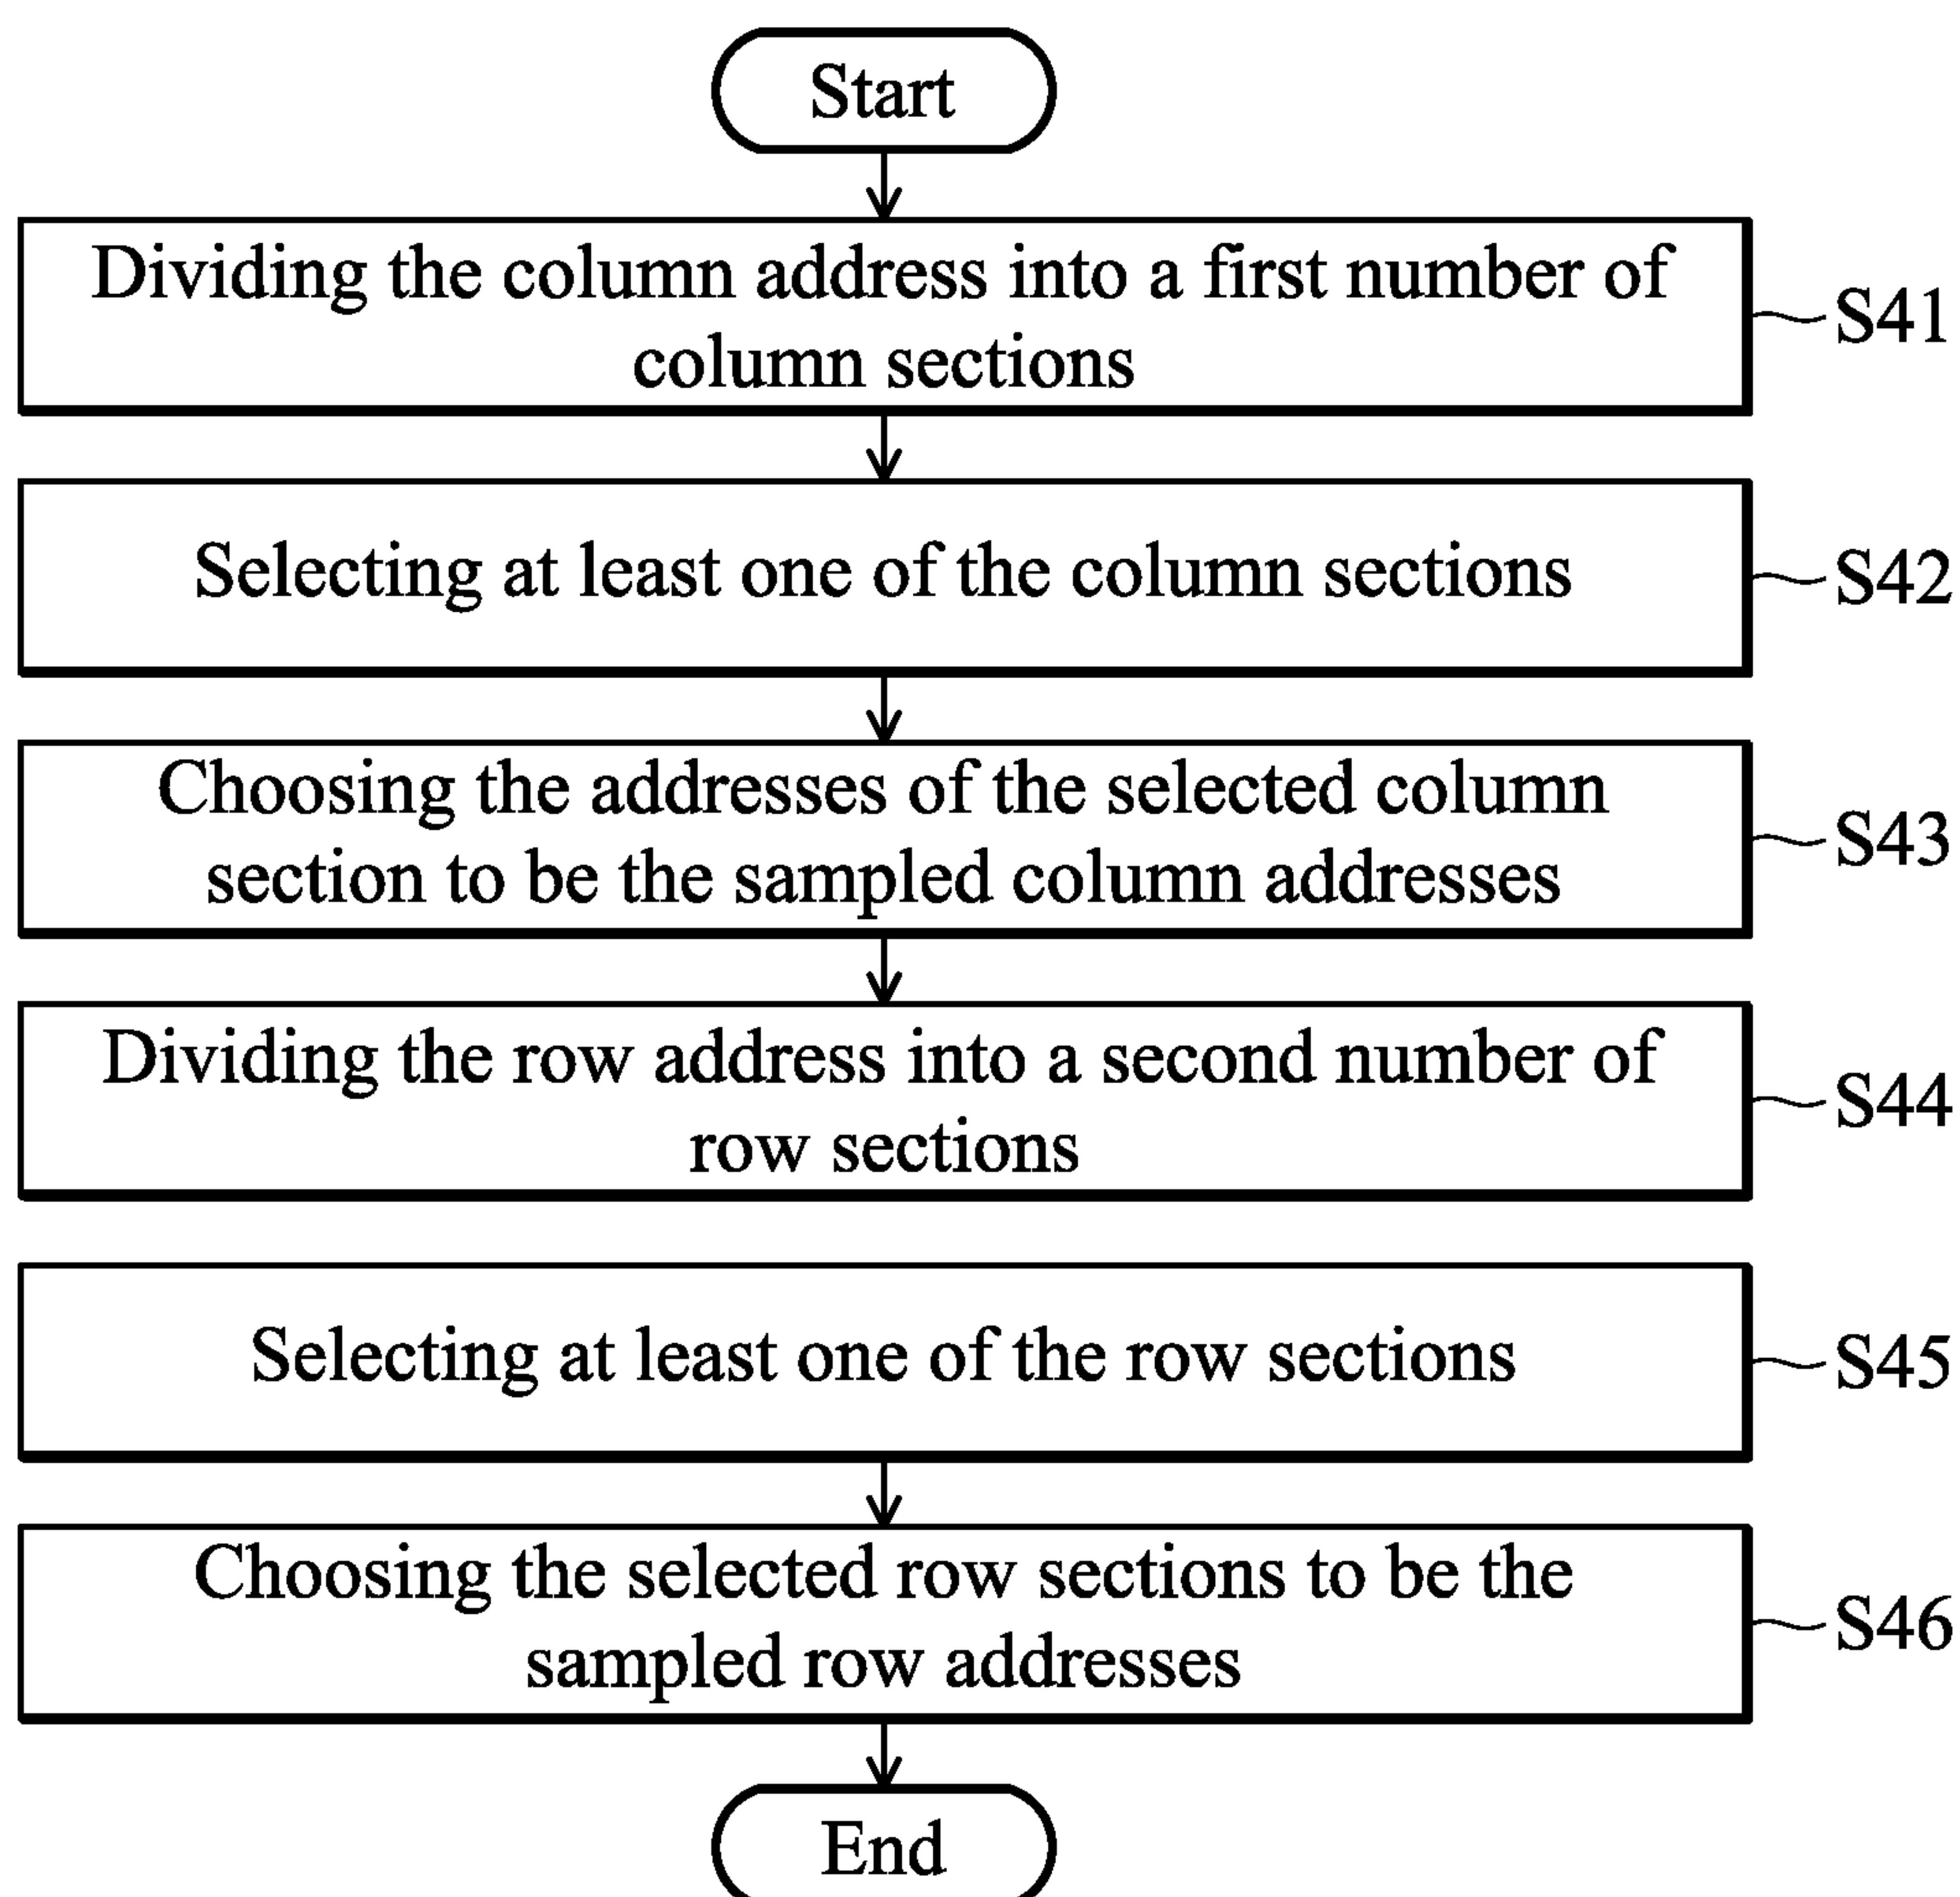 Start
Dividing the column address into a first number of
column sections
S41
Selecting at least one of the column sections
S42
Choosing the addresses of the selected column
section to be the sampled column addresses
S43
Dividing the row address into a second number of
row sections
S44
Selecting at least one of the row sections
S45
Choosing the selected row sections to be the
sampled row addresses
S46
End